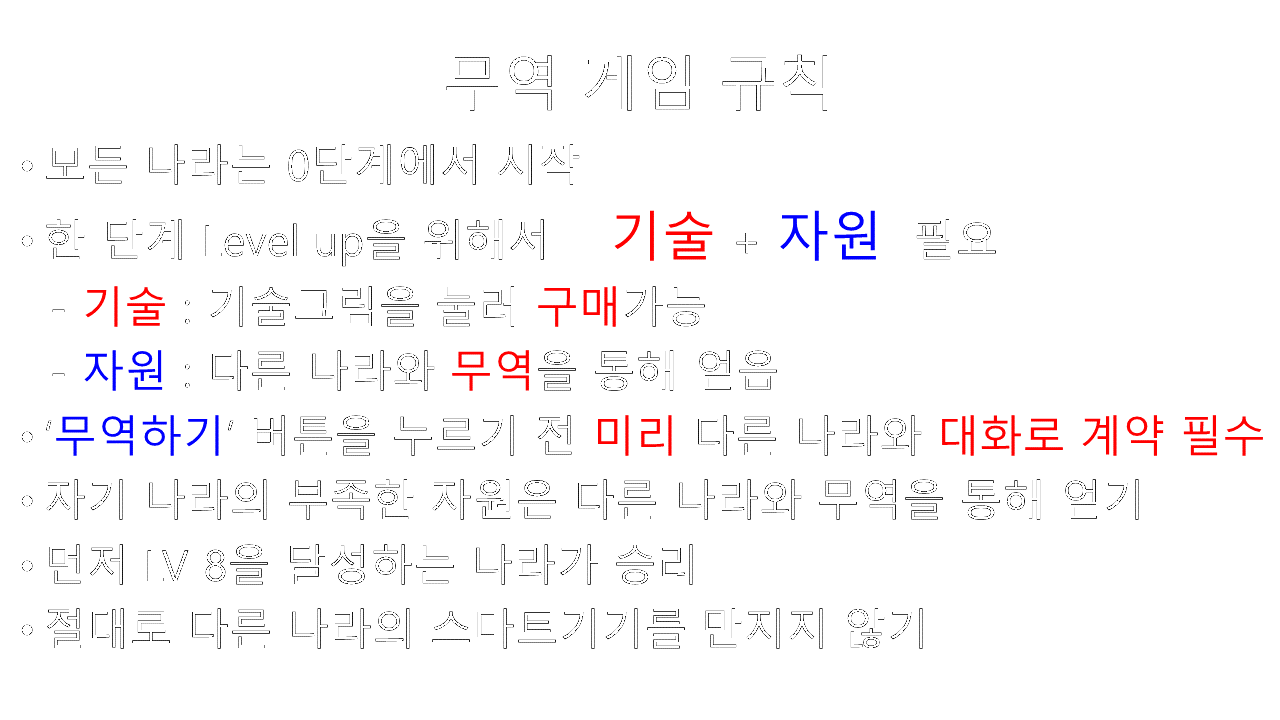 무역 게임 규칙
• 모든 나라는 0단계에서 시작
• 한 단계 Level up을 위해서 기술 + 자원 필요
- 기술 : 기술그림을 눌러 구매가능
- 자원 : 다른 나라와 무역을 통해 얻음
• ‘무역하기’ 버튼을 누르기 전 미리 다른 나라와 대화로 계약 필수
• 자기 나라의 부족한 자원은 다른 나라와 무역을 통해 얻기
• 먼저 LV 8을 달성하는 나라가 승리
• 절대로 다른 나라의 스마트기기를 만지지 않기